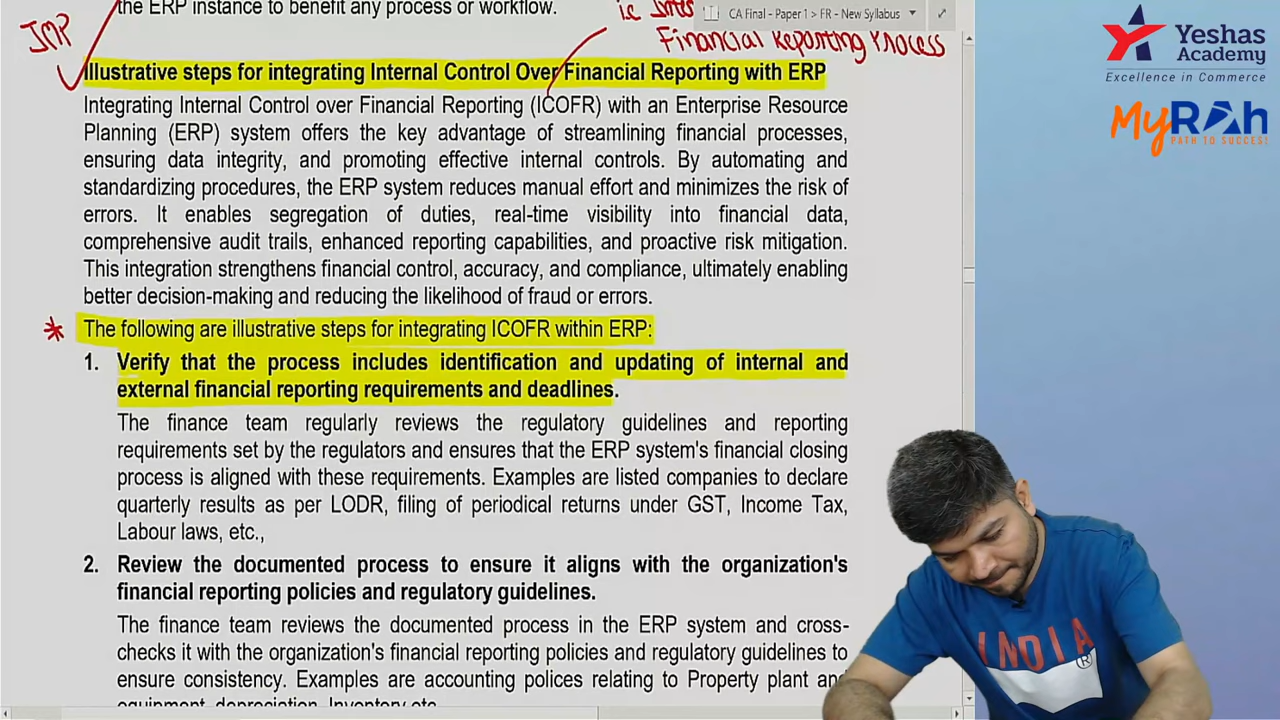 the ERP instance to benefit any process or workflow.
CA Final - Paper 1 > FR - New Syllabus
IMP
Financial Reporting Process
Illustrative steps for integrating Internal Control Over Financial Reporting with ERP
Integrating Internal Control over Financial Reporting (ICOFR) with an Enterprise Resource
Planning (ERP) system offers the key advantage of streamlining financial processes,
ensuring data integrity, and promoting effective internal controls. By automating and
standardizing procedures, the ERP system reduces manual effort and minimizes the risk of
errors. It enables segregation of duties, real-time visibility into financial data,
comprehensive audit trails, enhanced reporting capabilities, and proactive risk mitigation.
This integration strengthens financial control, accuracy, and compliance, ultimately enabling
better decision-making and reducing the likelihood of fraud or errors.
The following are illustrative steps for integrating ICOFR within ERP:
1. Verify that the process includes identification and updating of internal and
external financial reporting requirements and deadlines.
The finance team regularly reviews the regulatory guidelines and reporting
requirements set by the regulators and ensures that the ERP system's financial closing
process is aligned with these requirements. Examples are listed companies to declare
quarterly results as per LODR, filing of periodical returns under GST, Income Tax,
Labour laws, etc.,
2. Review the documented process to ensure it aligns with the organization's
financial reporting policies and regulatory guidelines.
The finance team reviews the documented process in the ERP system and cross-
checks it with the organization's financial reporting policies and regulatory guidelines to
ensure consistency. Examples are accounting polices relating to Property plant and
equipment, depreciation, Inventory etc.
Yeshas
Academy
Excellence in Commerce
MyRAh
PATH TO SUCCESS
INDIA